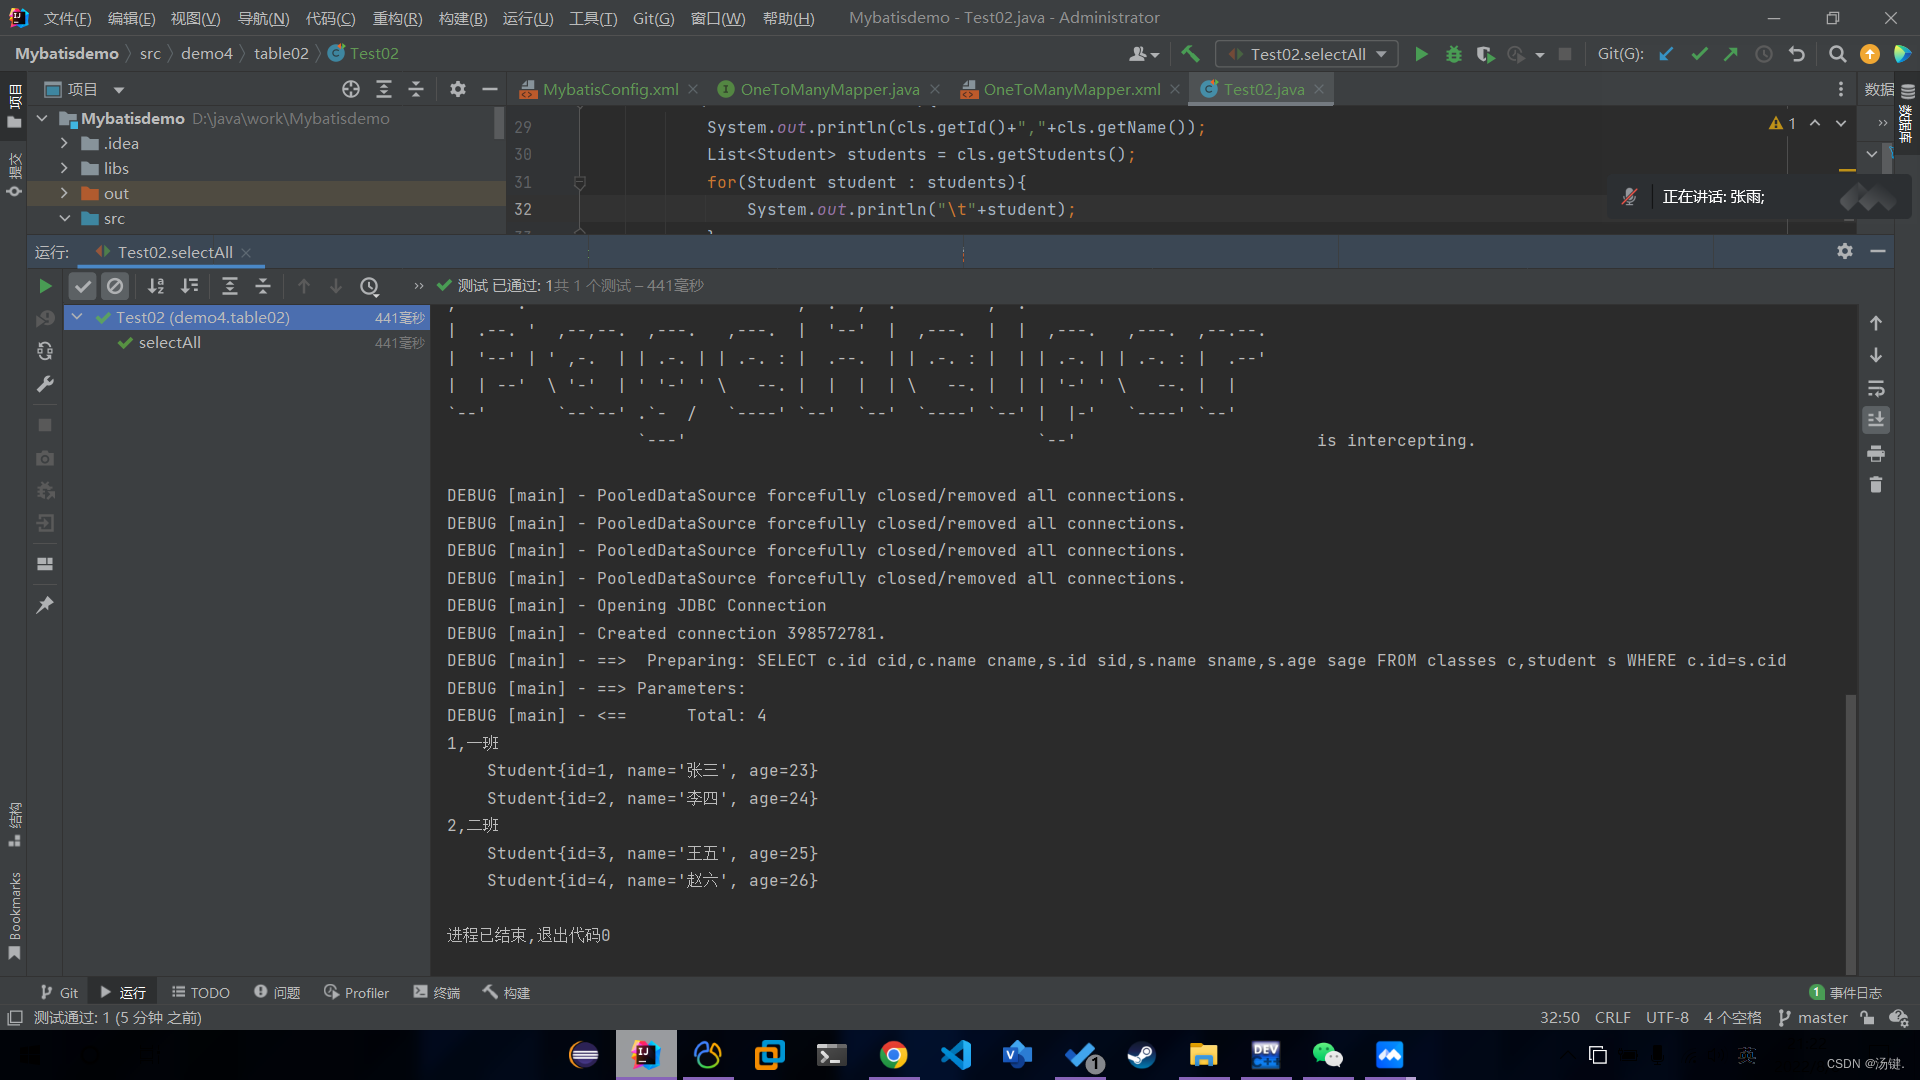 文件(F) 编辑(E) 视图(V) 导航(N) 代码(C) 重构(R) 构建(B) 运行(U) 工具(T) Git(G) 窗口(W) 帮助(H) Mybatisdemo - Test02.java - Administrator
Mybatisdemo src demo4 table02 Test02 Test02.selectAll Git(G):
项目 MybatisConfig.xml OneToManyMapper.java OneToManyMapper.xml Test02.java 数据
项目
提交
结构
Bookmarks
数据库
Mybatisdemo D:\java\work\Mybatisdemo
.idea
libs
out
src
29 System.out.println(cls.getId()+","+cls.getName());
30 List<Student> students = cls.getStudents();
31 for(Student student : students){
32 System.out.println("\t"+student);
1
正在讲话: 张雨;
运行: Test02.selectAll
测试 已通过: 1共 1 个测试 – 441毫秒
Test02 (demo4.table02) 441毫秒
selectAll 441毫秒
is intercepting.
DEBUG [main] - PooledDataSource forcefully closed/removed all connections.
DEBUG [main] - PooledDataSource forcefully closed/removed all connections.
DEBUG [main] - PooledDataSource forcefully closed/removed all connections.
DEBUG [main] - PooledDataSource forcefully closed/removed all connections.
DEBUG [main] - Opening JDBC Connection
DEBUG [main] - Created connection 398572781.
DEBUG [main] - ==>  Preparing: SELECT c.id cid,c.name cname,s.id sid,s.name sname,s.age sage FROM classes c,student s WHERE c.id=s.cid
DEBUG [main] - ==> Parameters:
DEBUG [main] - <==      Total: 4
1,一班
Student{id=1, name='张三', age=23}
Student{id=2, name='李四', age=24}
2,二班
Student{id=3, name='王五', age=25}
Student{id=4, name='赵六', age=26}
进程已结束,退出代码0
Git 运行 TODO 问题 Profiler 终端 构建 1 事件日志
测试通过: 1 (5 分钟 之前) 32:50 CRLF UTF-8 4 个空格 master
DEV
1
英
CSDN @汤键.